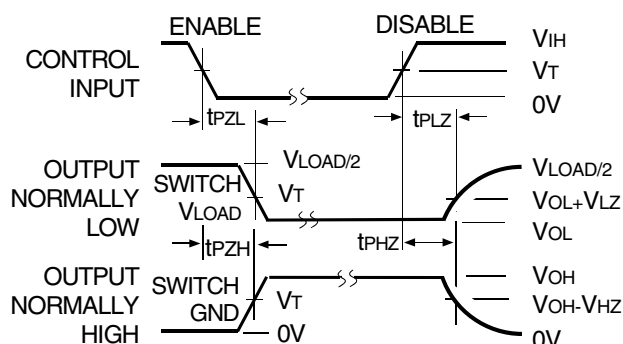 ENABLE
DISABLE
CONTROL
INPUT
VIH
VT
0V
tPZL
tPLZ
OUTPUT
NORMALLY
LOW
SWITCH
VLOAD
VLOAD/2
VT
VLOAD/2
VOL+VLZ
VOL
tPZH
tPHZ
OUTPUT
NORMALLY
HIGH
SWITCH
GND
VT
0V
VOH
VOH-VHZ
0V